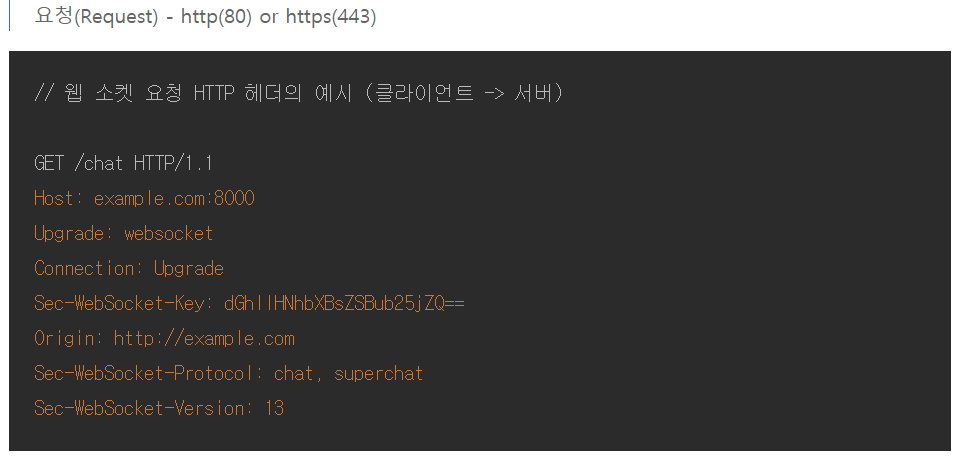 요청(Request) - http(80) or https(443)
// 웹 소켓 요청 HTTP 헤더의 예시 (클라이언트 -> 서버)
GET /chat HTTP/1.1
Host: example.com:8000
Upgrade: websocket
Connection: Upgrade
Sec-WebSocket-Key: dGhlIHNhbXBsZSBub25jZQ==
Origin: http://example.com
Sec-WebSocket-Protocol: chat, superchat
Sec-WebSocket-Version: 13